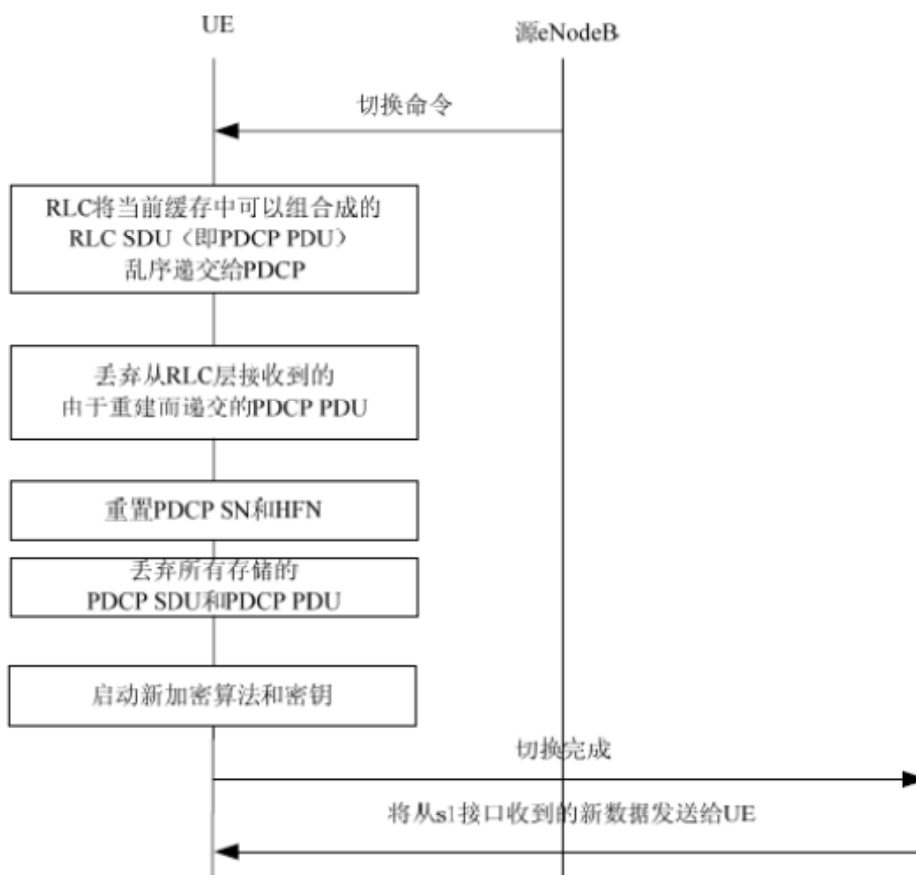 UE
源eNodeB
切换命令
RLC将当前缓存中可以组合成的
RLC SDU（即PDCP PDU）
乱序递交给PDCP
丢弃从RLC层接收到的
由于重建而递交的PDCP PDU
重置PDCP SN和HFN
丢弃所有存储的
PDCP SDU和PDCP PDU
启动新加密算法和密钥
切换完成
将从s1接口收到的新数据发送给UE